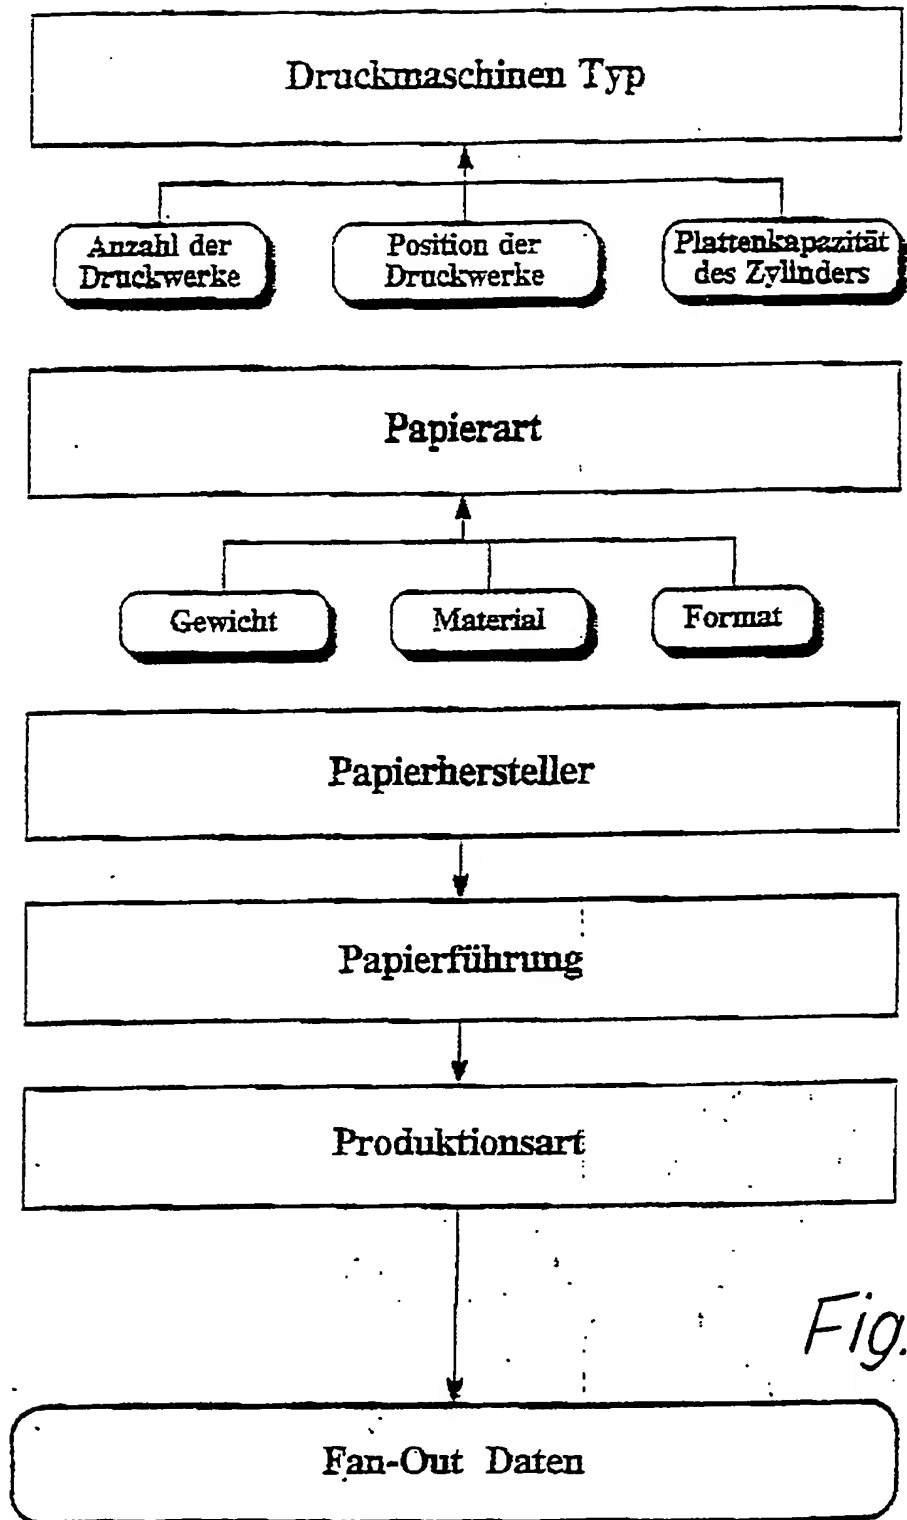 Druckmaschinen Typ
Anzahl der
Druckwerke
Position der
Druckwerke
Plattenkapazität
des Zylinders
Papierart
Gewicht
Material
Format
Papierhersteller
Papierführung
Produktionsart
Fig.
Fan-Out Daten